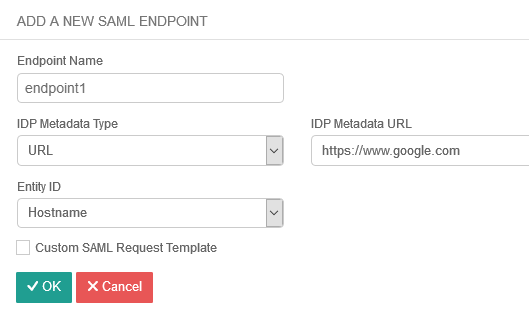 ADD A NEW SAML ENDPOINT
Endpoint Name
endpoint1
IDP Metadata Type
IDP Metadata URL
URL
https://www.google.com
Entity ID
Hostname
Custom SAML Request Template
OK
Cancel